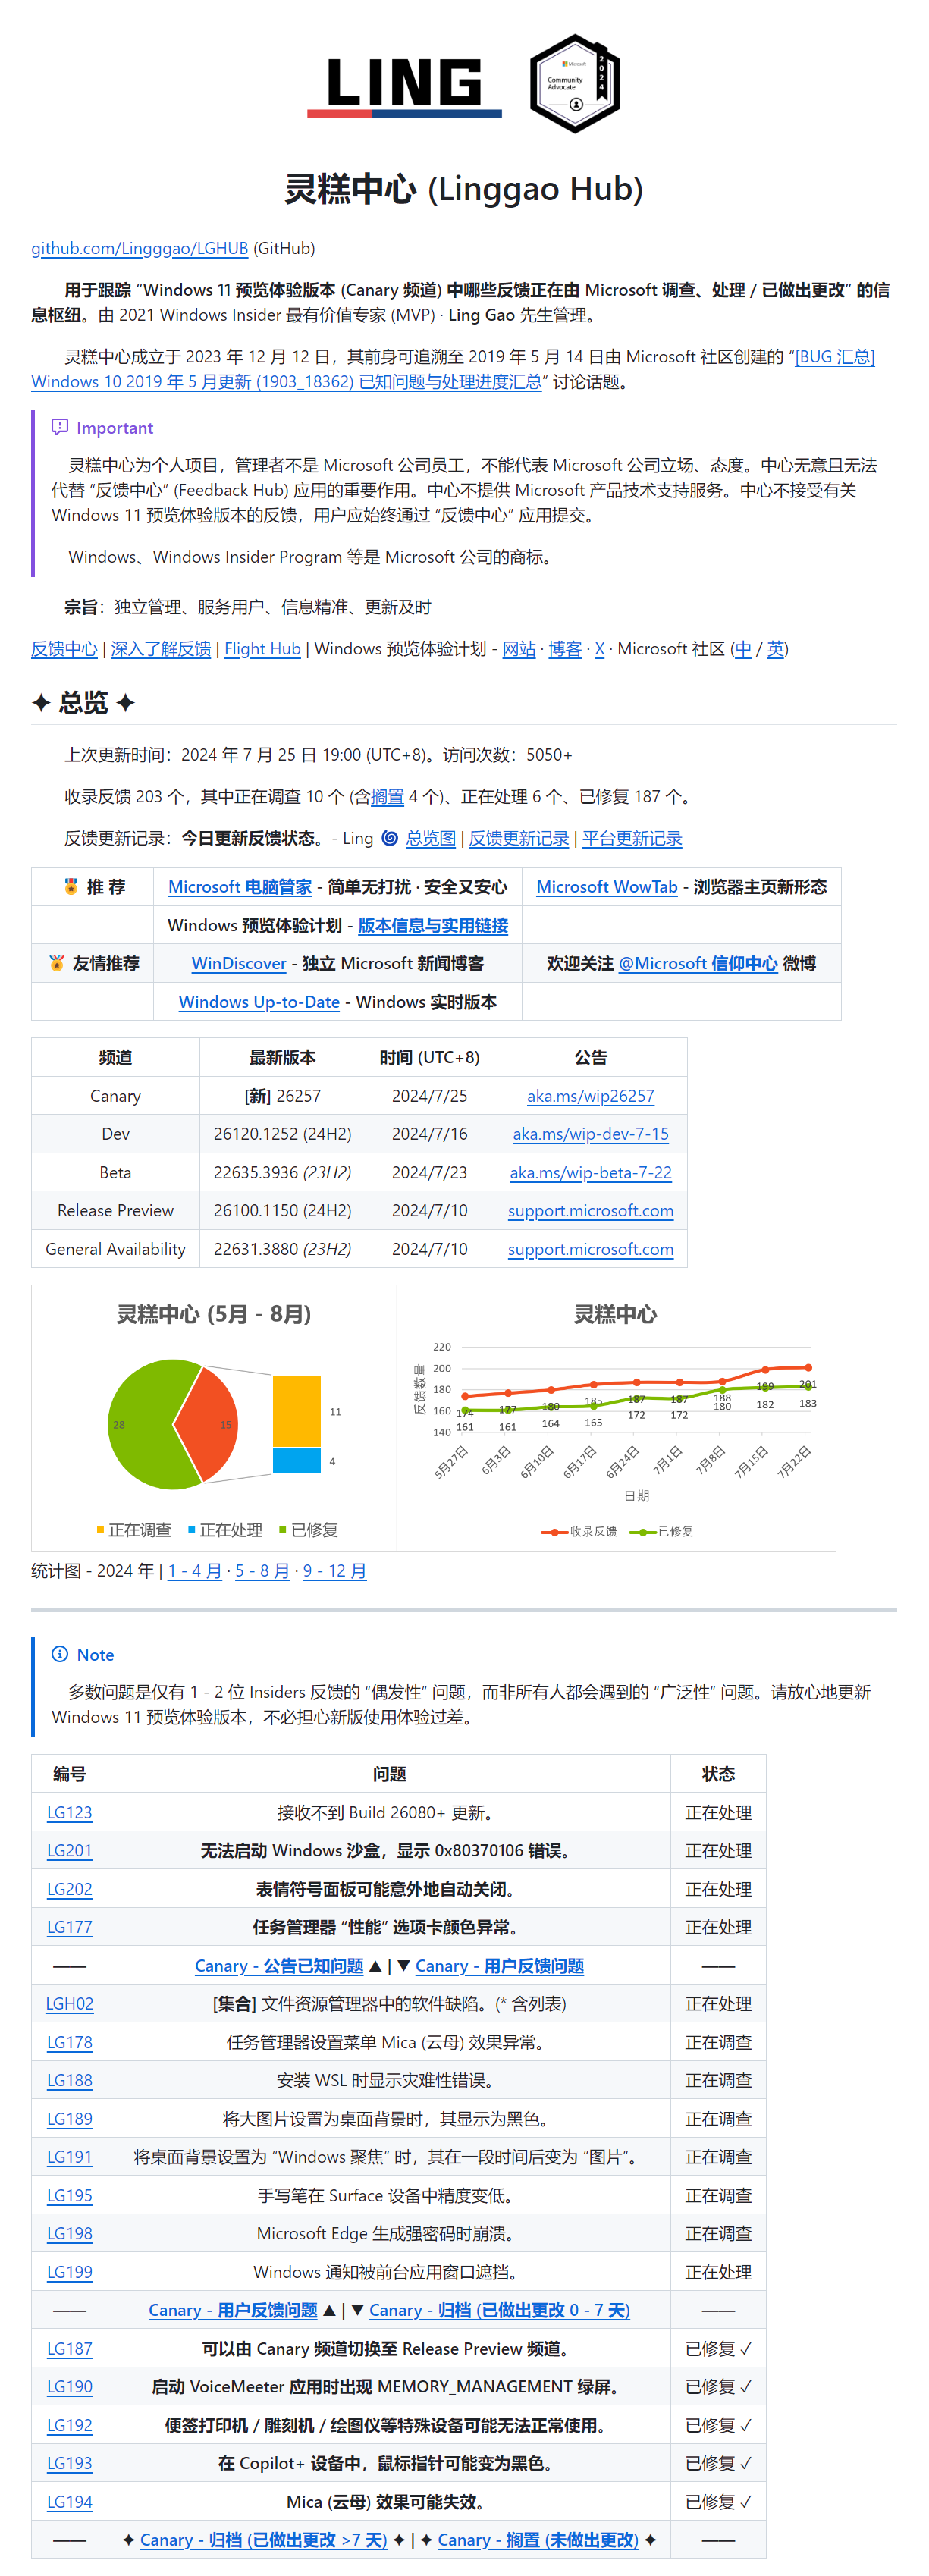 LING
Microsoft
Community
Advocate
2024
灵糕中心 (Linggao Hub)
github.com/Lingggao/LGHUB (GitHub)
用于跟踪 “Windows 11 预览体验版本 (Canary 频道) 中哪些反馈正在由 Microsoft 调查、处理 / 已做出更改” 的信
息枢纽。由 2021 Windows Insider 最有价值专家 (MVP) · Ling Gao 先生管理。
灵糕中心成立于 2023 年 12 月 12 日，其前身可追溯至 2019 年 5 月 14 日由 Microsoft 社区创建的 “[BUG 汇总]
Windows 10 2019 年 5 月更新 (1903_18362) 已知问题与处理进度汇总” 讨论话题。
Important
灵糕中心为个人项目，管理者不是 Microsoft 公司员工，不能代表 Microsoft 公司立场、态度。中心无意且无法
代替 “反馈中心” (Feedback Hub) 应用的重要作用。中心不提供 Microsoft 产品技术支持服务。中心不接受有关
Windows 11 预览体验版本的反馈，用户应始终通过 “反馈中心” 应用提交。
Windows、Windows Insider Program 等是 Microsoft 公司的商标。
宗旨：独立管理、服务用户、信息精准、更新及时
反馈中心 | 深入了解反馈 | Flight Hub | Windows 预览体验计划 - 网站 · 博客 · X · Microsoft 社区 (中 / 英)
✦ 总览 ✦
上次更新时间：2024 年 7 月 25 日 19:00 (UTC+8)。访问次数：5050+
收录反馈 203 个，其中正在调查 10 个 (含搁置 4 个)、正在处理 6 个、已修复 187 个。
反馈更新记录：今日更新反馈状态。- Ling 🌀 总览图 | 反馈更新记录 | 平台更新记录
🏅 推 荐 Microsoft 电脑管家 - 简单无打扰 · 安全又安心 Microsoft WowTab - 浏览器主页新形态
Windows 预览体验计划 - 版本信息与实用链接
🏅 友情推荐 WinDiscover - 独立 Microsoft 新闻博客 欢迎关注 @Microsoft 信仰中心 微博
Windows Up-to-Date - Windows 实时版本
频道 最新版本 时间 (UTC+8) 公告
Canary [新] 26257 2024/7/25 aka.ms/wip26257
Dev 26120.1252 (24H2) 2024/7/16 aka.ms/wip-dev-7-15
Beta 22635.3936 (23H2) 2024/7/23 aka.ms/wip-beta-7-22
Release Preview 26100.1150 (24H2) 2024/7/10 support.microsoft.com
General Availability 22631.3880 (23H2) 2024/7/10 support.microsoft.com
灵糕中心 (5月 - 8月)
28 15 11 4
正在调查 正在处理 已修复
灵糕中心
反馈数量
220
200
180
160
140
174 177 180 185 187 187 188 199 201
161 161 164 165 172 172 180 182 183
5月27日 6月3日 6月10日 6月17日 6月24日 7月1日 7月8日 7月15日 7月22日
日期
收录反馈 已修复
统计图 - 2024 年 | 1 - 4 月 · 5 - 8 月 · 9 - 12 月
Note
多数问题是仅有 1 - 2 位 Insiders 反馈的 “偶发性” 问题，而非所有人都会遇到的 “广泛性” 问题。请放心地更新
Windows 11 预览体验版本，不必担心新版使用体验过差。
编号 问题 状态
LG123 接收不到 Build 26080+ 更新。 正在处理
LG201 无法启动 Windows 沙盒，显示 0x80370106 错误。 正在处理
LG202 表情符号面板可能意外地自动关闭。 正在处理
LG177 任务管理器 “性能” 选项卡颜色异常。 正在处理
—— Canary - 公告已知问题 ▲ | ▼ Canary - 用户反馈问题 ——
LGH02 [集合] 文件资源管理器中的软件缺陷。(* 含列表) 正在处理
LG178 任务管理器设置菜单 Mica (云母) 效果异常。 正在调查
LG188 安装 WSL 时显示灾难性错误。 正在调查
LG189 将大图片设置为桌面背景时，其显示为黑色。 正在调查
LG191 将桌面背景设置为 “Windows 聚焦” 时，其在一段时间后变为 “图片”。 正在调查
LG195 手写笔在 Surface 设备中精度变低。 正在调查
LG198 Microsoft Edge 生成强密码时崩溃。 正在调查
LG199 Windows 通知被前台应用窗口遮挡。 正在处理
—— Canary - 用户反馈问题 ▲ | ▼ Canary - 归档 (已做出更改 0 - 7 天) ——
LG187 可以由 Canary 频道切换至 Release Preview 频道。 已修复 ✓
LG190 启动 VoiceMeeter 应用时出现 MEMORY_MANAGEMENT 绿屏。 已修复 ✓
LG192 便签打印机 / 雕刻机 / 绘图仪等特殊设备可能无法正常使用。 已修复 ✓
LG193 在 Copilot+ 设备中，鼠标指针可能变为黑色。 已修复 ✓
LG194 Mica (云母) 效果可能失效。 已修复 ✓
—— ✦ Canary - 归档 (已做出更改 >7 天) ✦ | ✦ Canary - 搁置 (未做出更改) ✦ ——